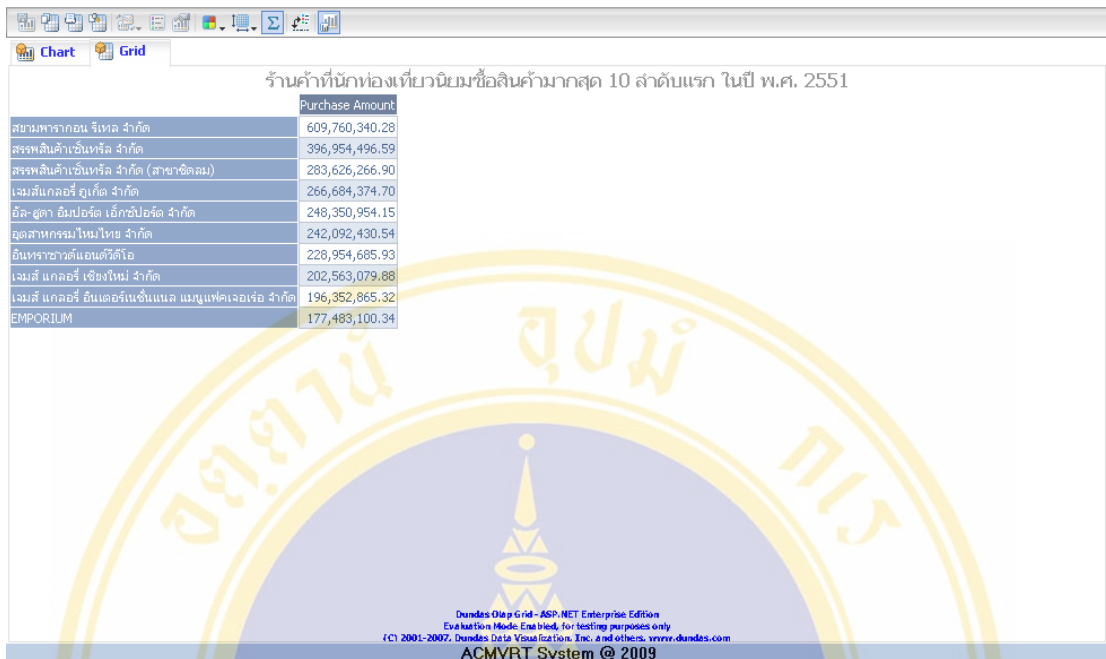 Chart
Grid
ร้านค้าที่นักท่องเที่ยวนิยมซื้อสินค้ามากสุด 10 ลำดับแรก ในปี พ.ศ. 2551
Purchase Amount
สยามพารากอน รีเทล จำกัด 609,760,340.28
สรรพสินค้าเซ็นทรัล จำกัด 396,954,496.59
สรรพสินค้าเซ็นทรัล จำกัด (สาขาชิดลม) 283,626,266.90
เจมส์แกลอรี่ ภูเก็ต จำกัด 266,684,374.70
อัล-ฮูดา อิมปอร์ต เอ็กซ์ปอร์ต จำกัด 248,350,954.15
อุตสาหกรรมไหมไทย จำกัด 242,092,430.54
อินทราซาวด์แอนด์วีดีโอ 228,954,685.93
เจมส์ แกลอรี่ เชียงใหม่ จำกัด 202,563,079.88
เจมส์ แกลอรี่ อินเตอร์เนชั่นแนล แมนูแฟคเจอเร่อ จำกัด 196,352,865.32
EMPORIUM 177,483,100.34
อตฺตานํ อุปมํ กเร
Dundas Olap Grid - ASP.NET Enterprise Edition
Evaluation Mode Enabled, for testing purposes only
(C) 2001-2007, Dundas Data Visualization, Inc. and others, www.dundas.com
ACMVRT System @ 2009